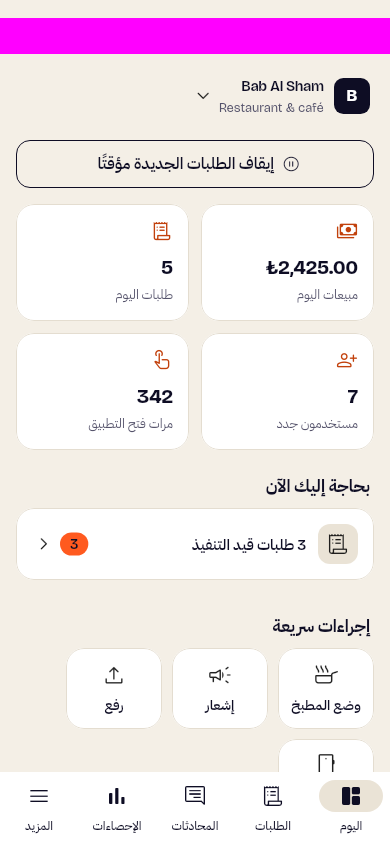 B
Bab Al Sham
Restaurant & café
إيقاف الطلبات الجديدة مؤقتًا
₺2,425.00
مبيعات اليوم
5
طلبات اليوم
7
مستخدمون جدد
342
مرات فتح التطبيق
بحاجة إليك الآن
3 طلبات قيد التنفيذ
3
إجراءات سريعة
وضع المطبخ
إشعار
رفع
اليوم
الطلبات
المحادثات
الإحصاءات
المزيد